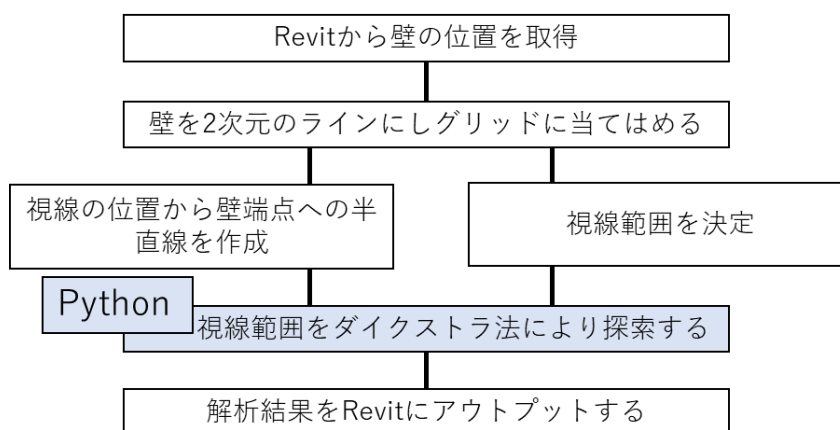 Revitから壁の位置を取得
壁を2次元のラインにしグリッドに当てはめる
視線の位置から壁端点への半
直線を作成
視線範囲を決定
Python
視線範囲をダイクストラ法により探索する
解析結果をRevitにアウトプットする